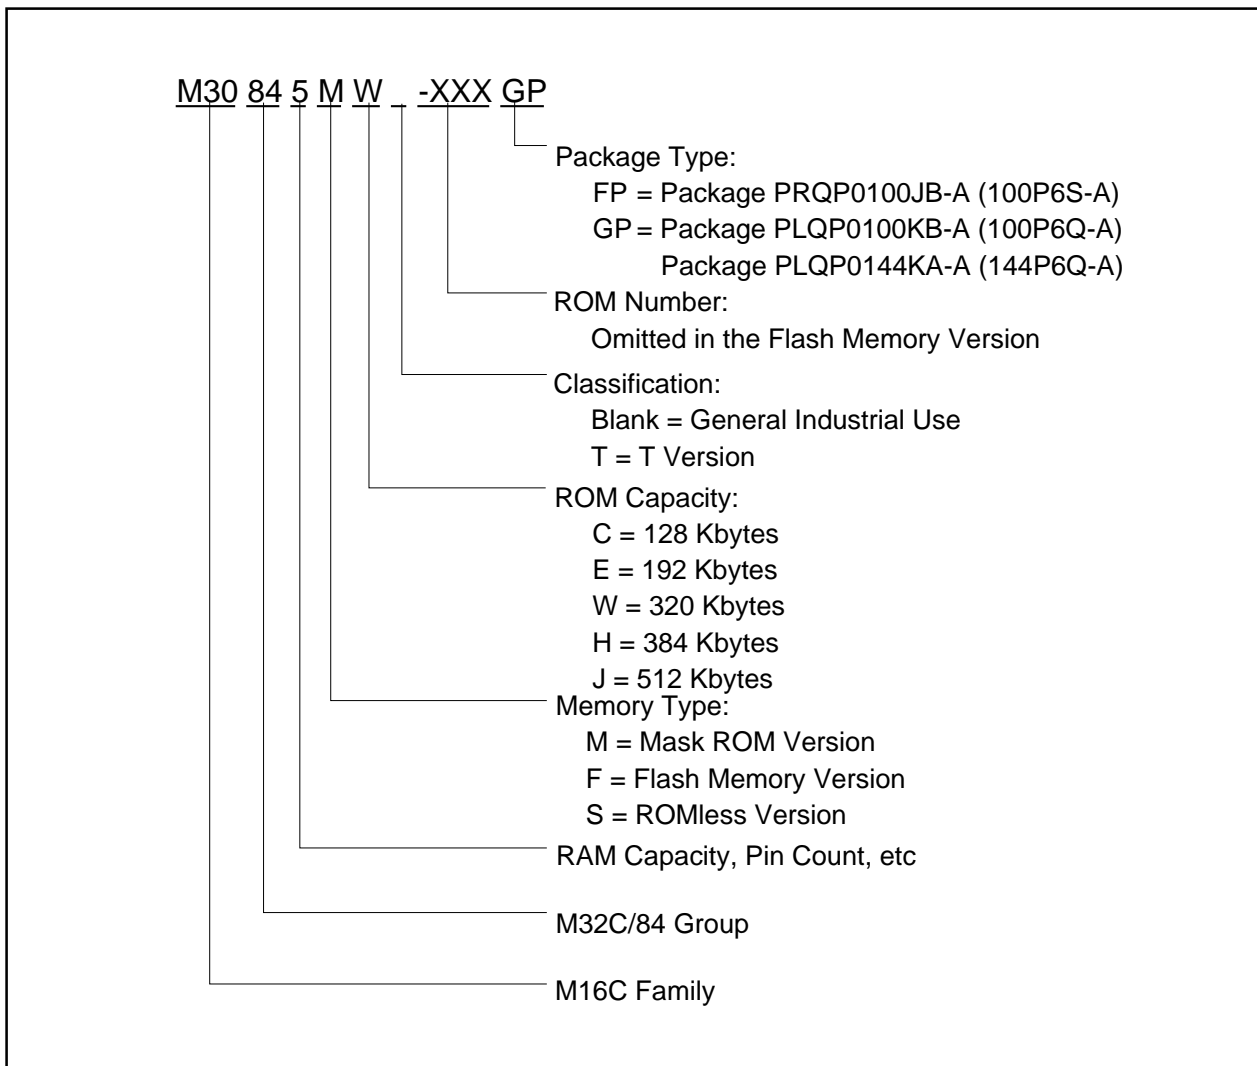 M30 84 5 M W _ -XXX GP
Package Type:
FP = Package PRQP0100JB-A (100P6S-A)
GP = Package PLQP0100KB-A (100P6Q-A)
Package PLQP0144KA-A (144P6Q-A)
ROM Number:
Omitted in the Flash Memory Version
Classification:
Blank = General Industrial Use
T = T Version
ROM Capacity:
C = 128 Kbytes
E = 192 Kbytes
W = 320 Kbytes
H = 384 Kbytes
J = 512 Kbytes
Memory Type:
M = Mask ROM Version
F = Flash Memory Version
S = ROMless Version
RAM Capacity, Pin Count, etc
M32C/84 Group
M16C Family